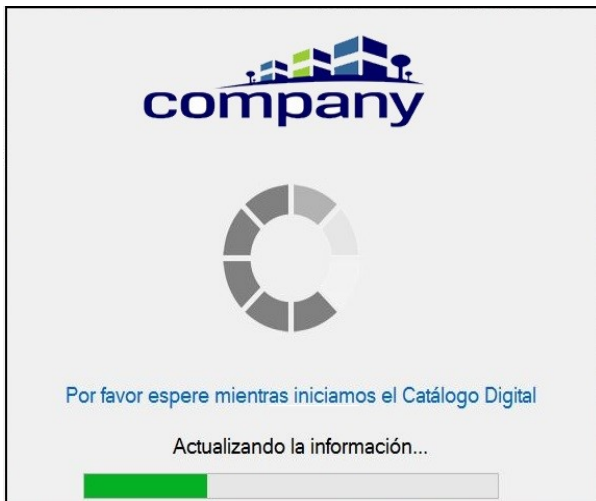 company
Por favor espere mientras iniciamos el Catálogo Digital
Actualizando la información...